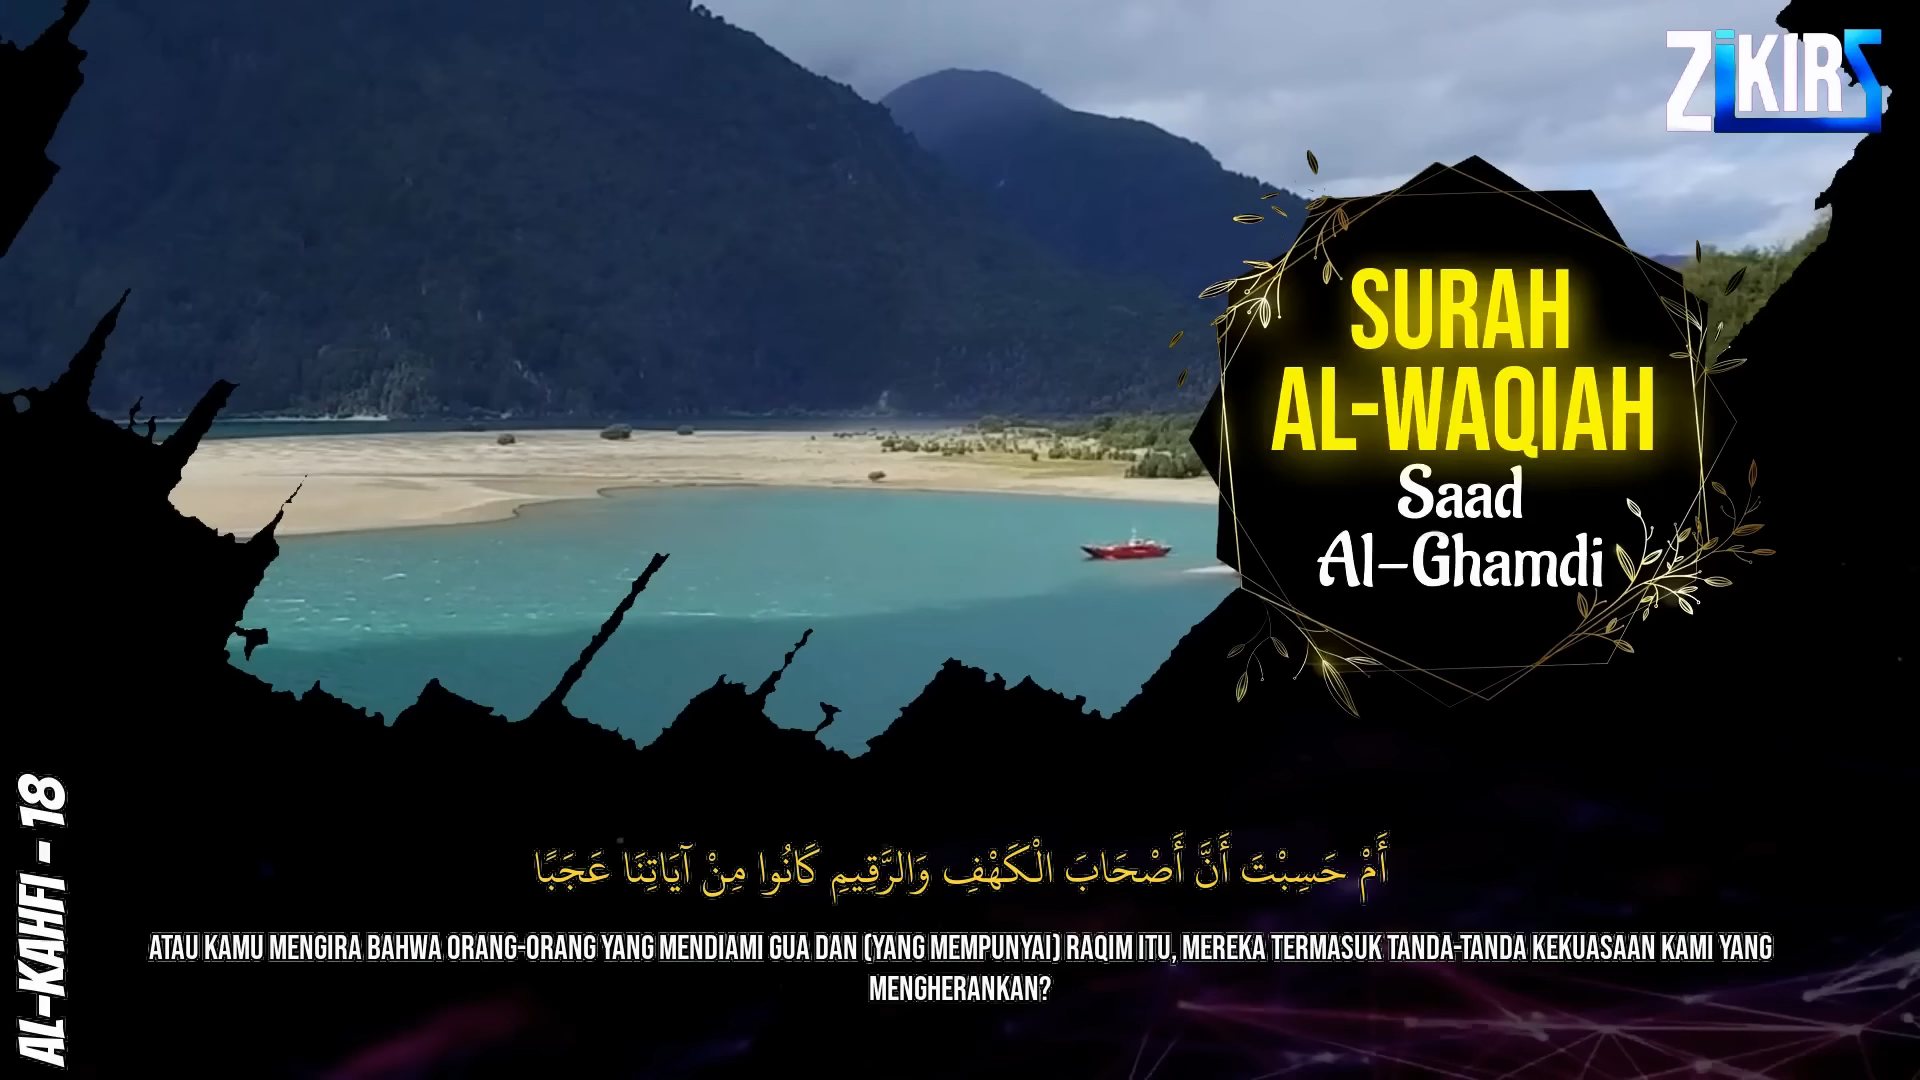 ZiKIRS
SURAH
AL-WAQIAH
Saad
Al-Ghamdi
AL-KAHFI - 18
أَمْ حَسِبْتَ أَنَّ أَصْحَابَ الْكَهْفِ وَالرَّقِيمِ كَانُوا مِنْ آيَاتِنَا عَجَبًا
ATAU KAMU MENGIRA BAHWA ORANG-ORANG YANG MENDIAMI GUA DAN (YANG MEMPUNYAI) RAQIM ITU, MEREKA TERMASUK TANDA-TANDA KEKUASAAN KAMI YANG
MENGHERANKAN?